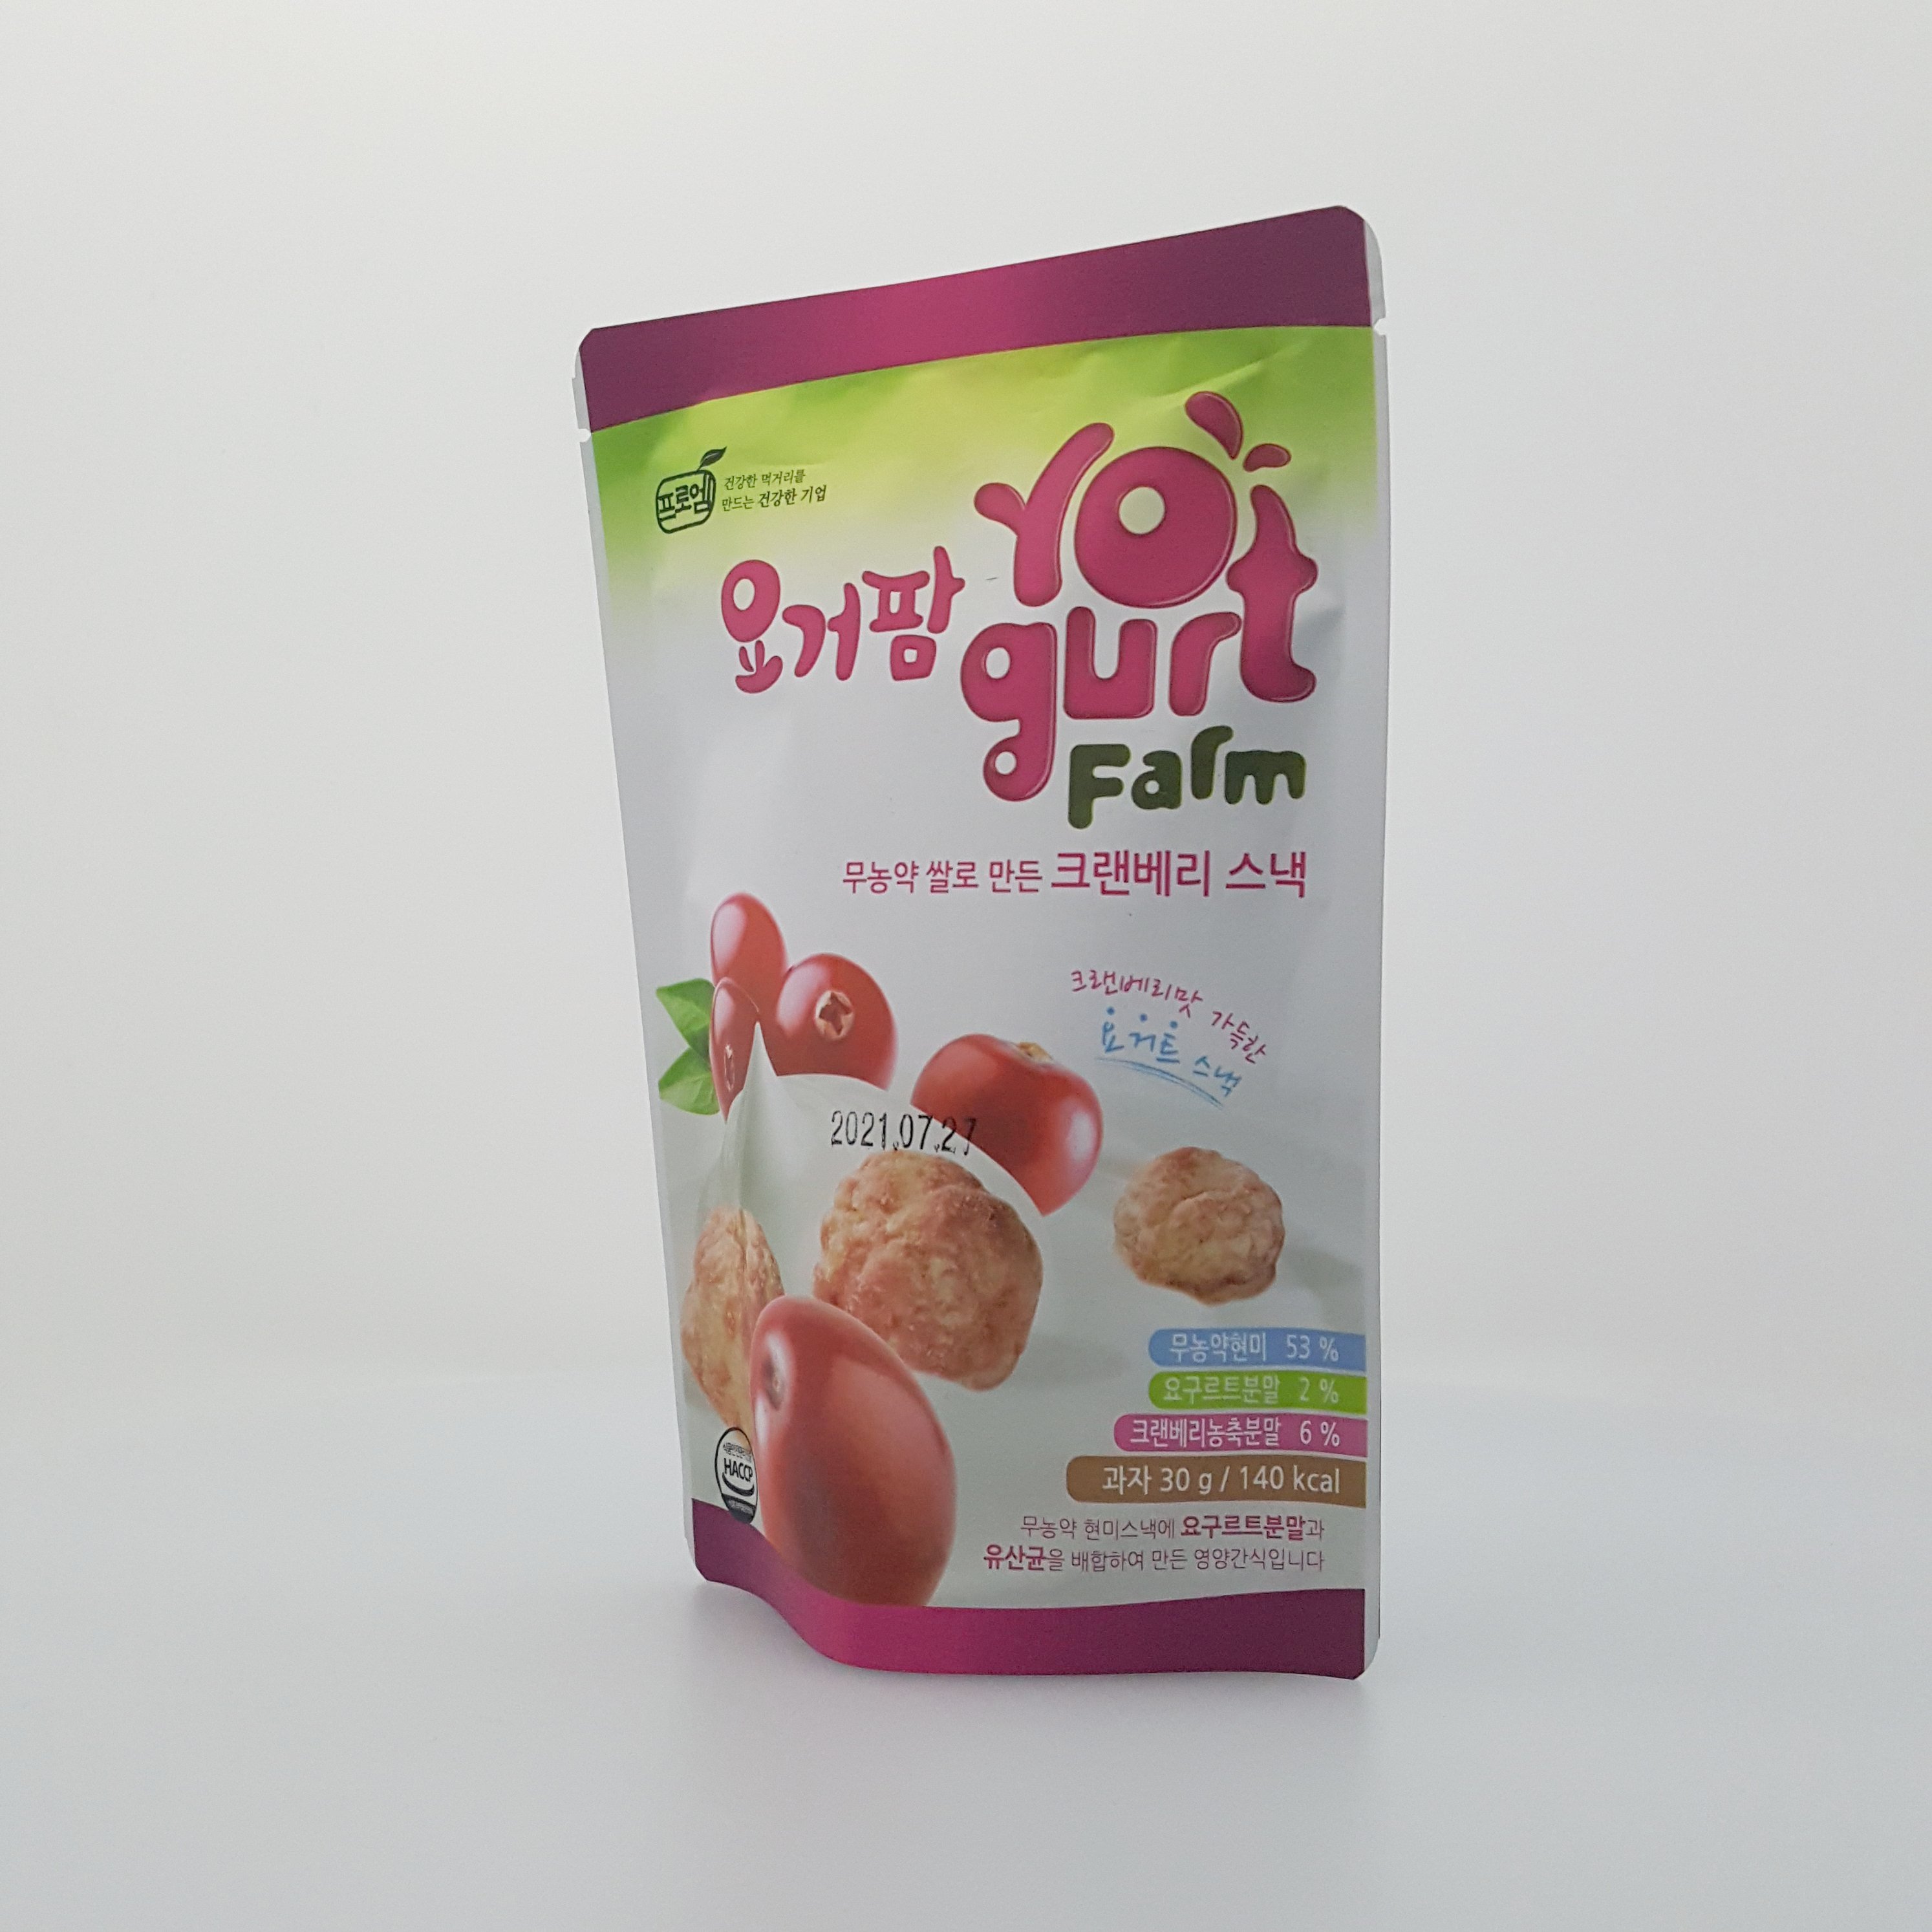 프로엠
건강한 먹거리를
만드는 건강한 기업
요거팜
Yo
gurt
Farm
무농약 쌀로 만든 크랜베리 스낵
크랜베리맛 가득한
요거트 스낵
2021.07.27
무농약현미 53 %
요구르트분말 2 %
크랜베리농축분말 6 %
과자 30 g / 140 kcal
HACCP
무농약 현미스낵에 요구르트분말과
유산균을 배합하여 만든 영양간식입니다